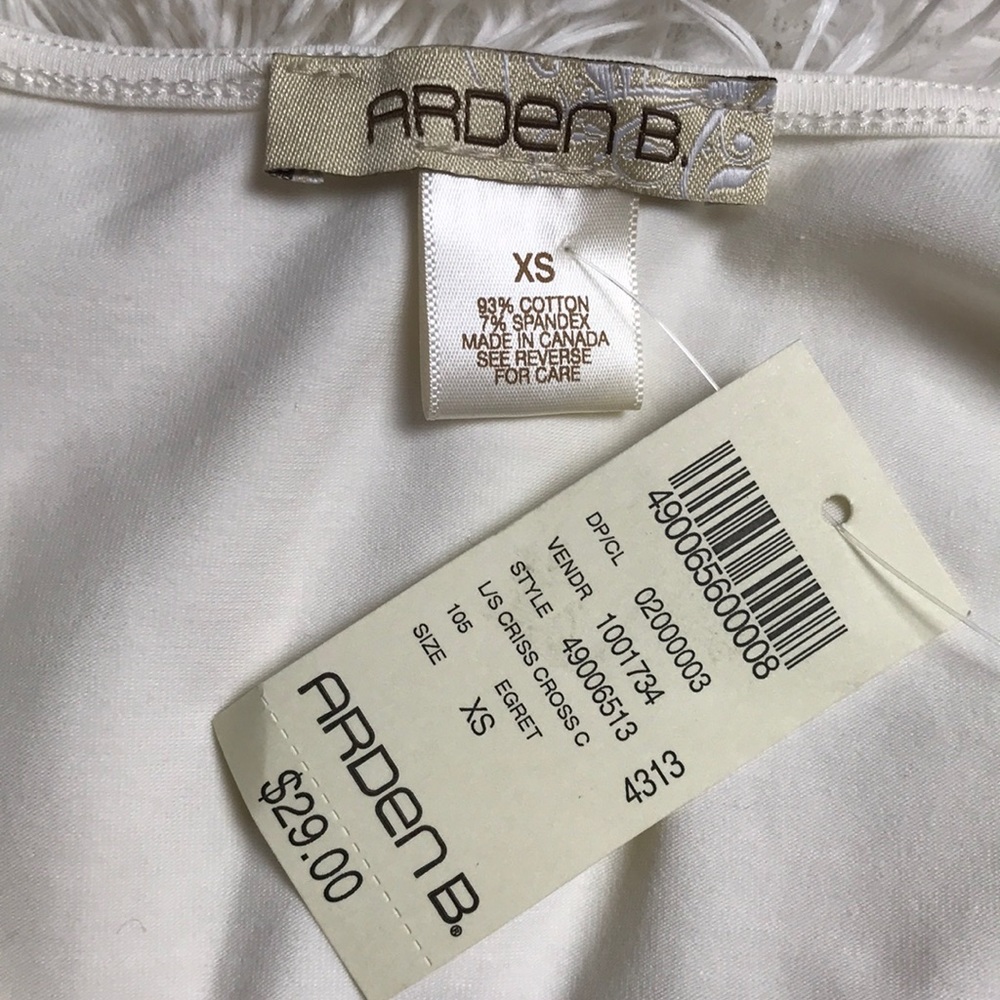 ARDEN B.
XS
93% COTTON
7% SPANDEX
MADE IN CANADA
SEE REVERSE
FOR CARE
490065600008
DP/CL 02000003
VENDR 1001734
STYLE 49006513 4313
L/S CRISS CROSS C
105 EGRET
SIZE XS
ARDEN B.®
$29.00